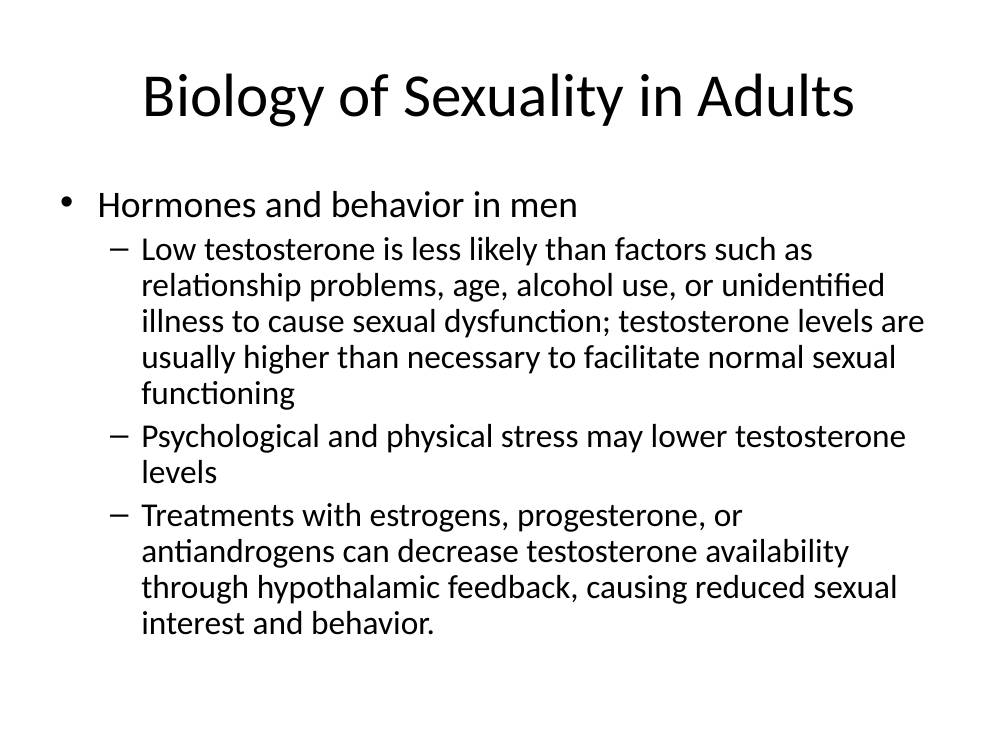 Biology of Sexuality in Adults
• Hormones and behavior in men
– Low testosterone is less likely than factors such as
relationship problems, age, alcohol use, or unidentified
illness to cause sexual dysfunction; testosterone levels are
usually higher than necessary to facilitate normal sexual
functioning
– Psychological and physical stress may lower testosterone
levels
– Treatments with estrogens, progesterone, or
antiandrogens can decrease testosterone availability
through hypothalamic feedback, causing reduced sexual
interest and behavior.